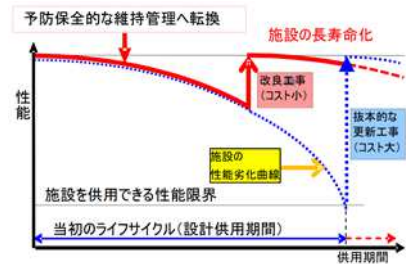 予防保全的な維持管理へ転換
施設の長寿命化
性能
改良工事
(コスト小)
抜本的な
更新工事
(コスト大)
施設の
性能劣化曲線
施設を供用できる性能限界
当初のライフサイクル(設計供用期間)
供用期間